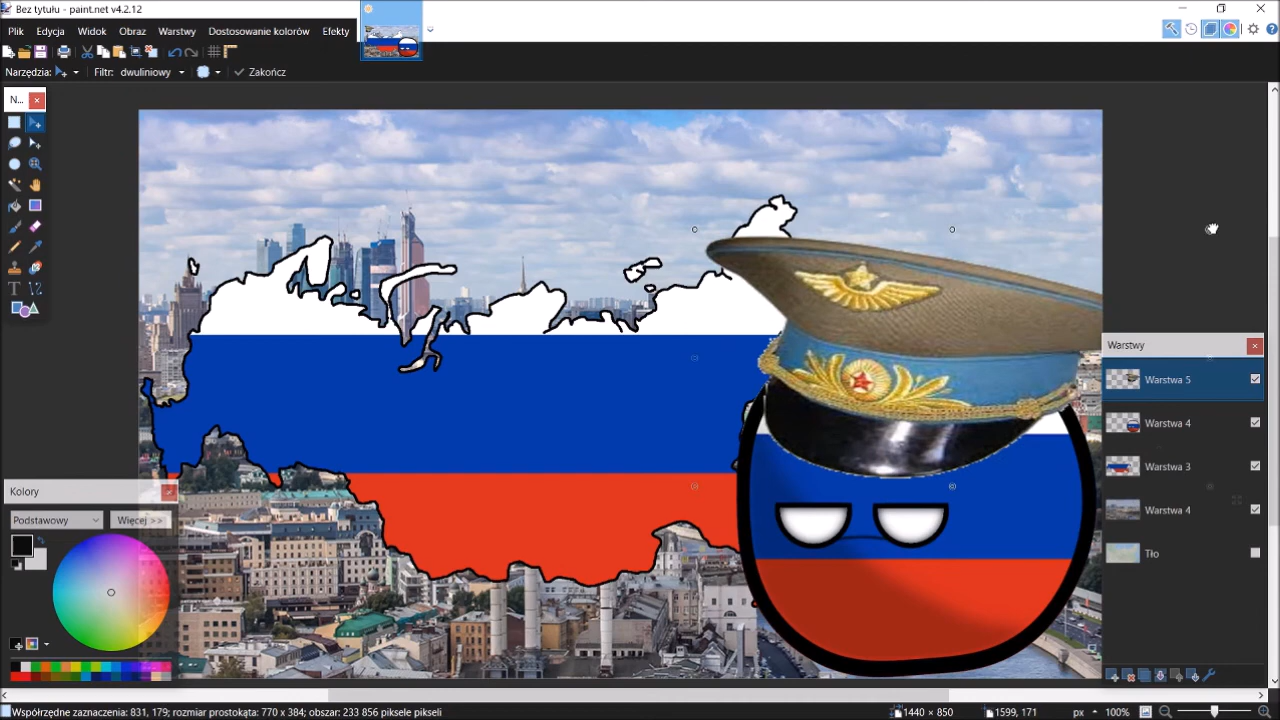 Bez tytułu - paint.net v4.2.12
Plik Edycja Widok Obraz Warstwy Dostosowanie kolorów Efekty
Narzędzia: Filtr: dwuliniowy Zakończ
N...
Warstwy
Warstwa 5
Warstwa 4
Warstwa 3
Warstwa 4
Tło
Kolory
Podstawowy Więcej >>
Współrzędne zaznaczenia: 831, 179; rozmiar prostokąta: 770 x 384; obszar: 233 856 piksele pikseli 1440 × 850 1599, 171 px 100%